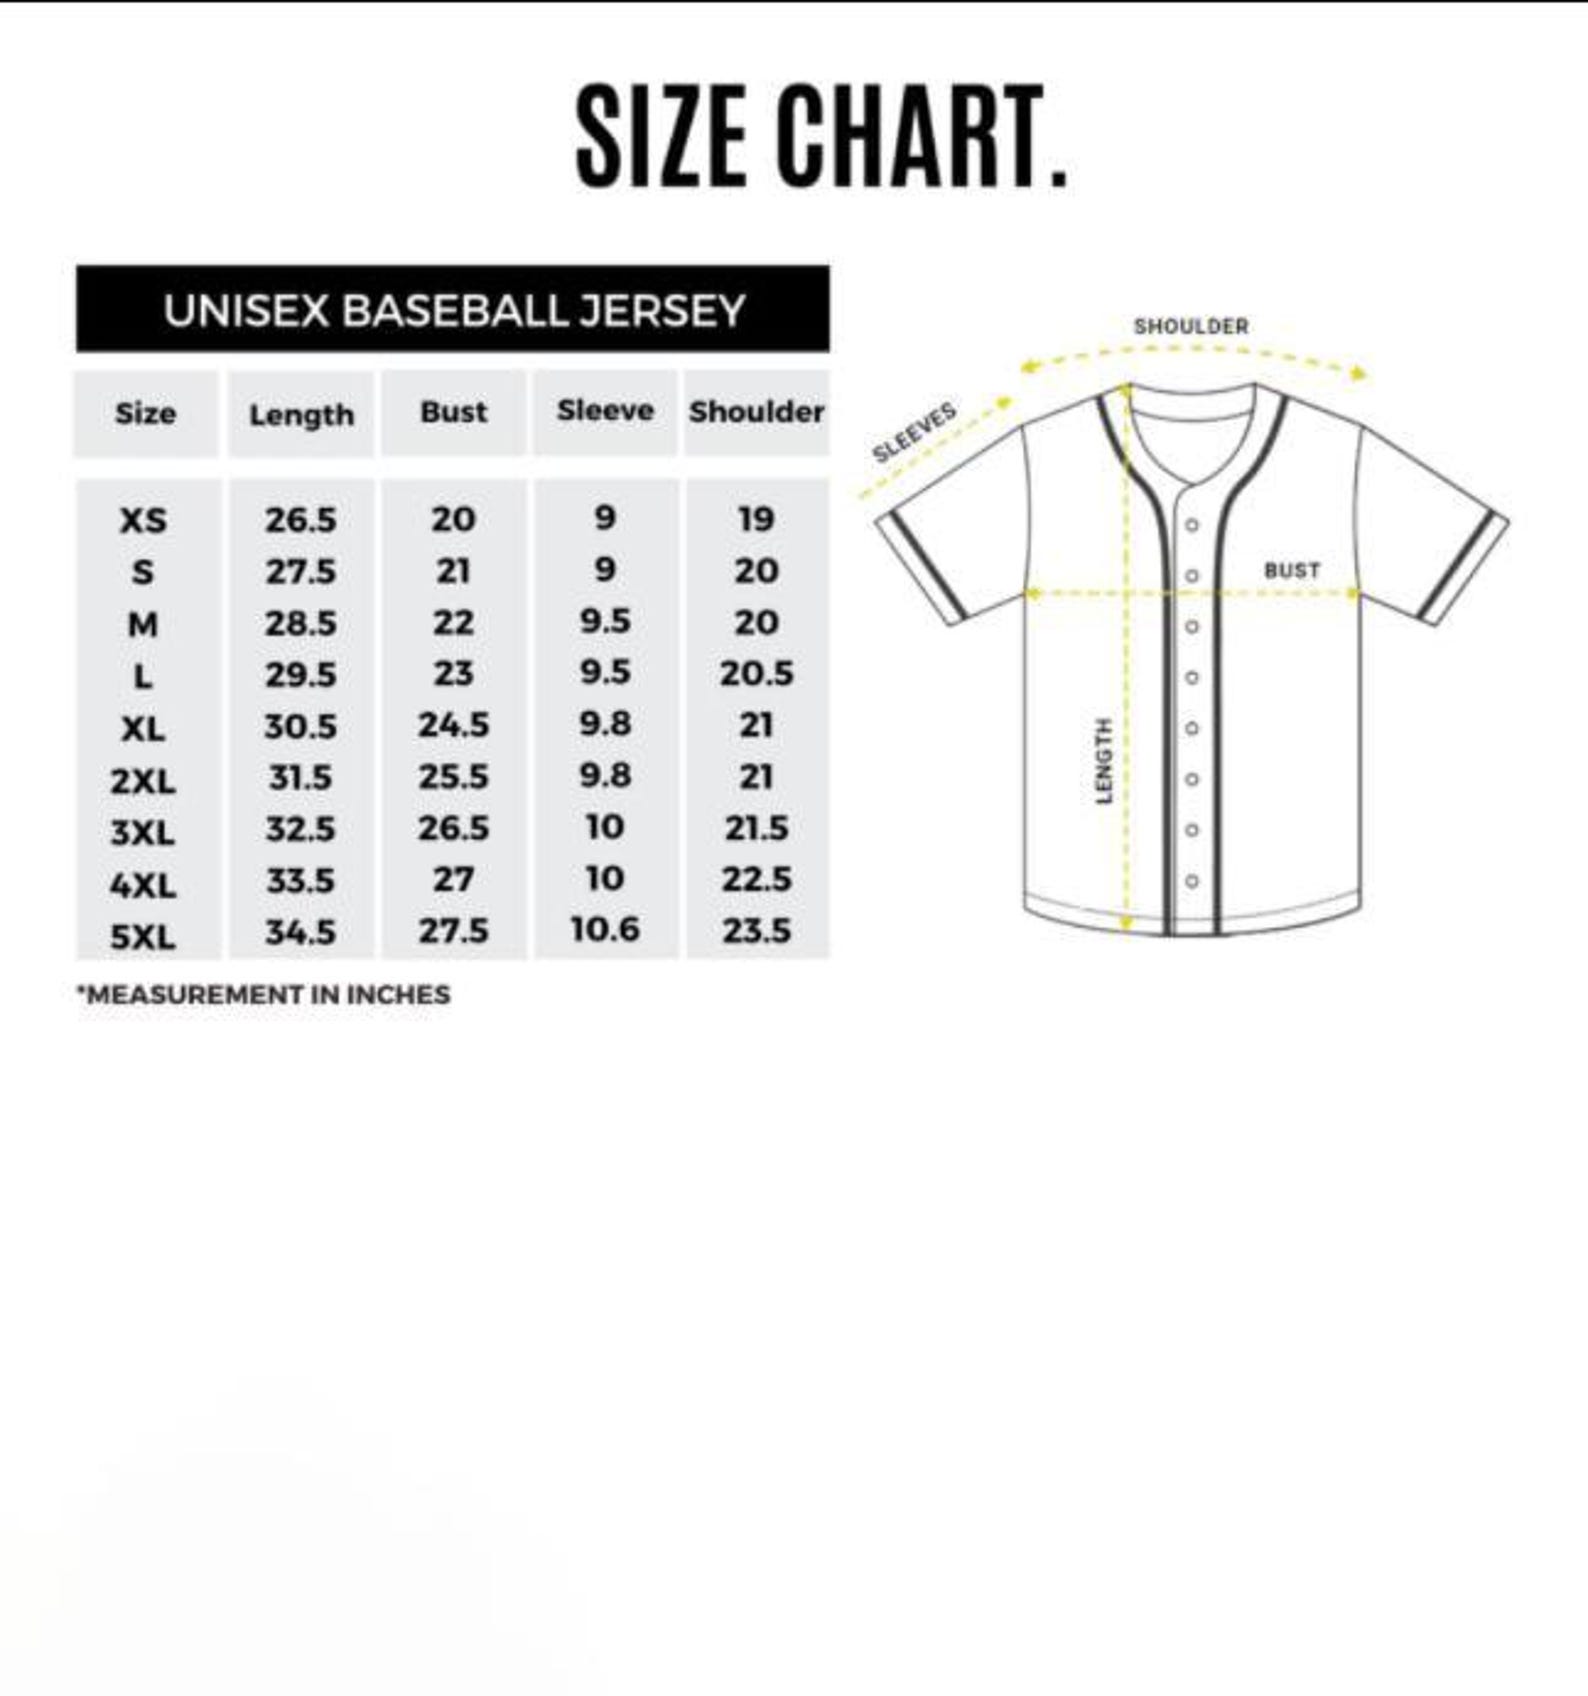 SIZE CHART.
UNISEX BASEBALL JERSEY
Size Length Bust Sleeve Shoulder
XS 26.5 20 9 19
S 27.5 21 9 20
M 28.5 22 9.5 20
L 29.5 23 9.5 20.5
XL 30.5 24.5 9.8 21
2XL 31.5 25.5 9.8 21
3XL 32.5 26.5 10 21.5
4XL 33.5 27 10 22.5
5XL 34.5 27.5 10.6 23.5
*MEASUREMENT IN INCHES
SHOULDER
SLEEVES
BUST
LENGTH